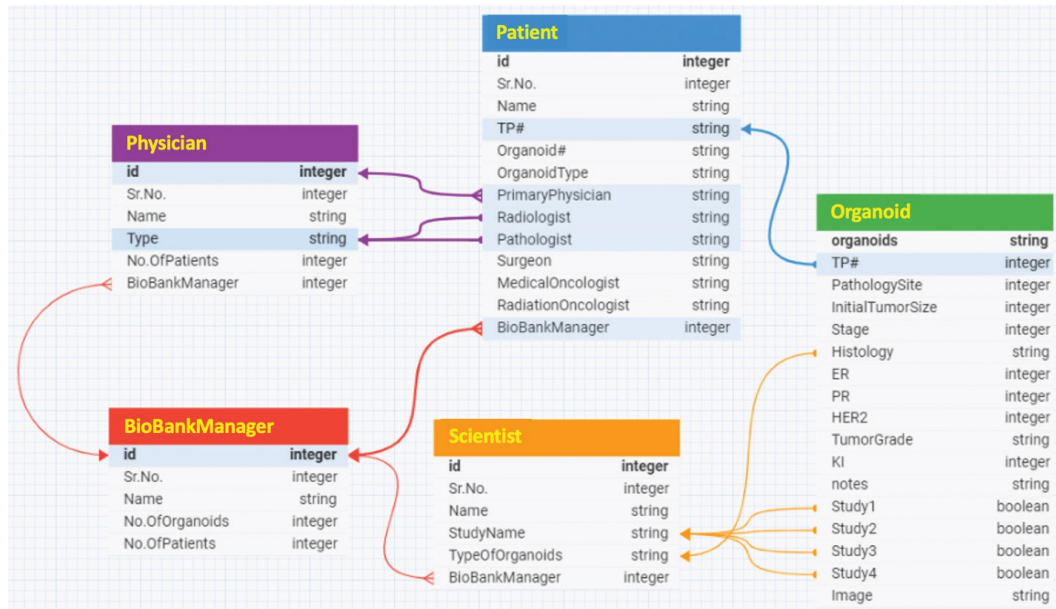 Patient
id integer
Sr.No. integer
Name string
TP# string
Organoid# string
OrganoidType string
PrimaryPhysician string
Radiologist string
Pathologist string
Surgeon string
MedicalOncologist string
RadiationOncologist string
BioBankManager integer
Physician
id integer
Sr.No. integer
Name string
Type string
No.OfPatients integer
BioBankManager integer
Organoid
organoids string
TP# integer
PathologySite integer
InitialTumorSize integer
Stage integer
Histology string
ER integer
PR integer
HER2 integer
TumorGrade string
KI integer
notes string
Study1 boolean
Study2 boolean
Study3 boolean
Study4 boolean
Image string
BioBankManager
id integer
Sr.No. integer
Name string
No.OfOrganoids integer
No.OfPatients integer
Scientist
id integer
Sr.No. integer
Name string
StudyName string
TypeOfOrganoids string
BioBankManager integer